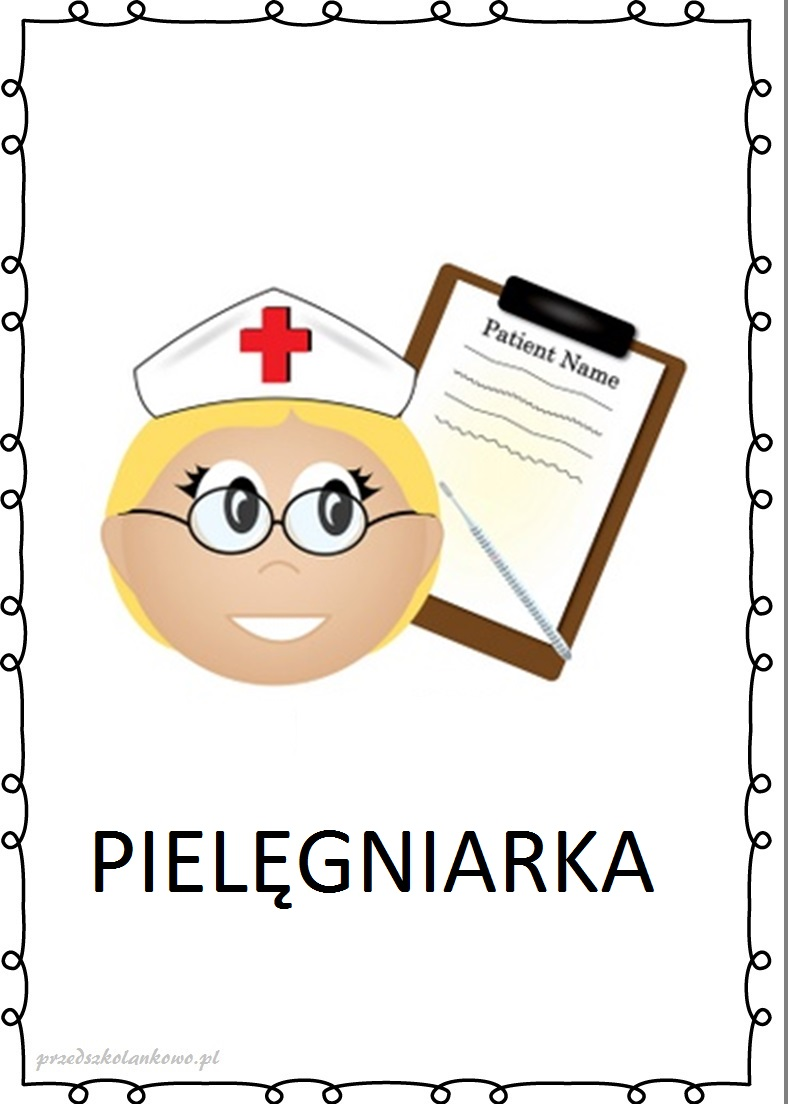 Patient Name
PIELĘGNIARKA
przedszkolankowo.pl